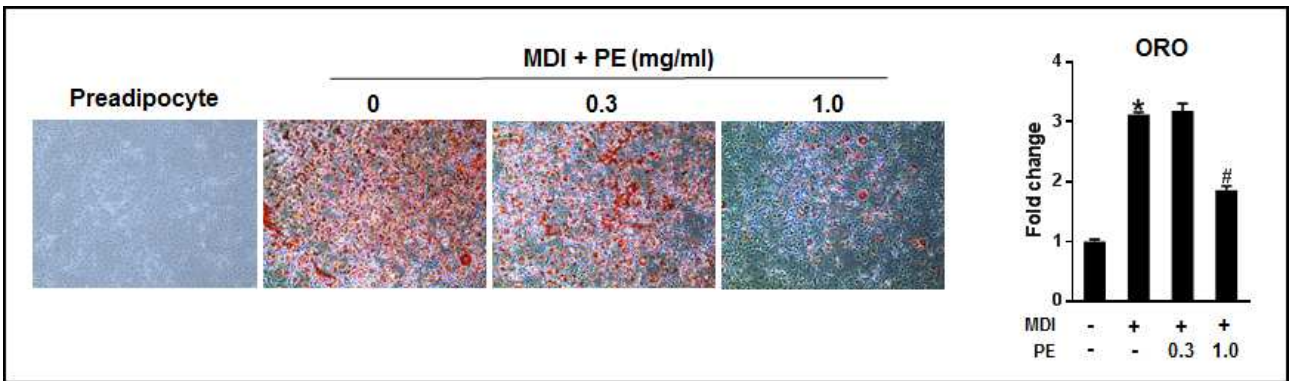 MDI + PE (mg/ml)
Preadipocyte 0 0.3 1.0
ORO
Fold change
4
3
2
1
0
*
#
MDI - + + +
PE - - 0.3 1.0